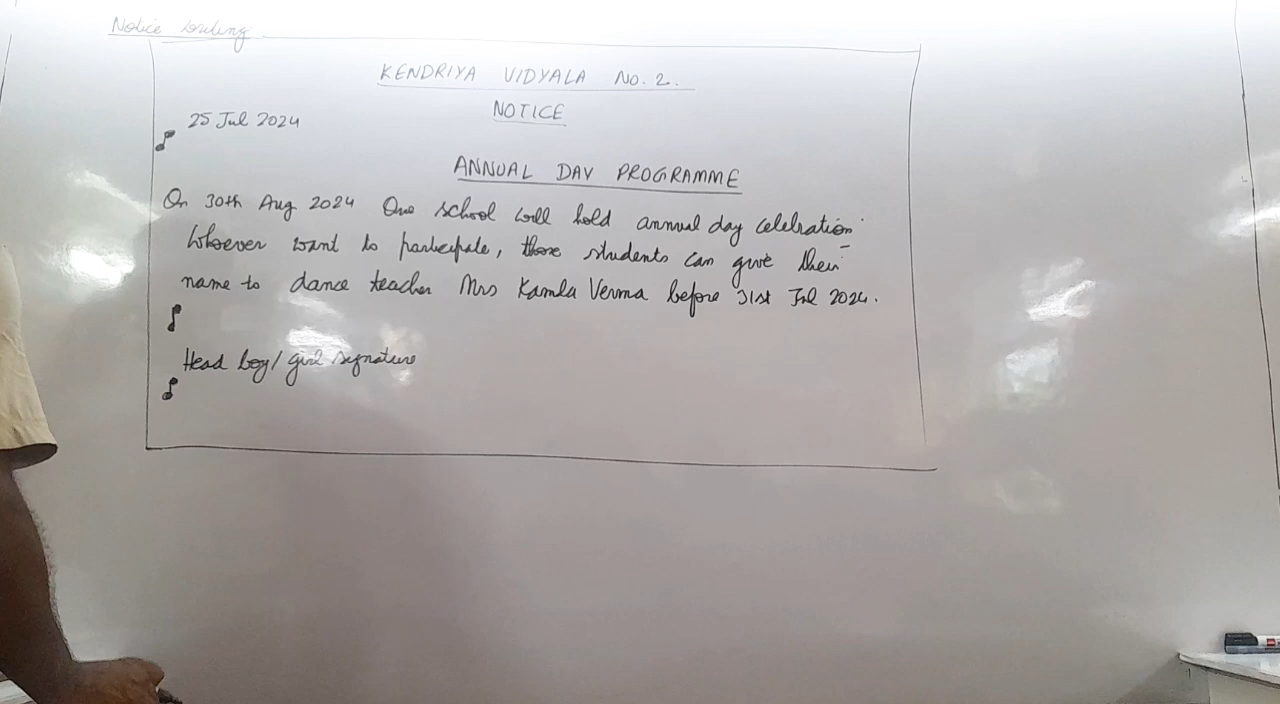 Notice writing
KENDRIYA VIDYALA No. 2.
NOTICE
25 Jul 2024
ANNUAL DAY PROGRAMME
On 30th Aug 2024 Our school will hold annual day celebration
Whoever want to participate, those students can give their
name to dance teacher Mrs Kamla Verma before 31st Jul 2024.
Head boy/ girl signature